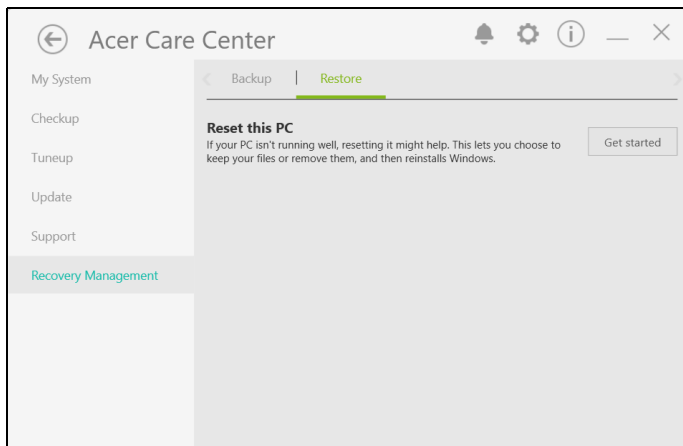 Acer Care Center
My System
Checkup
Tuneup
Update
Support
Recovery Management
Backup
Restore
Reset this PC
If your PC isn't running well, resetting it might help. This lets you choose to
keep your files or remove them, and then reinstalls Windows.
Get started